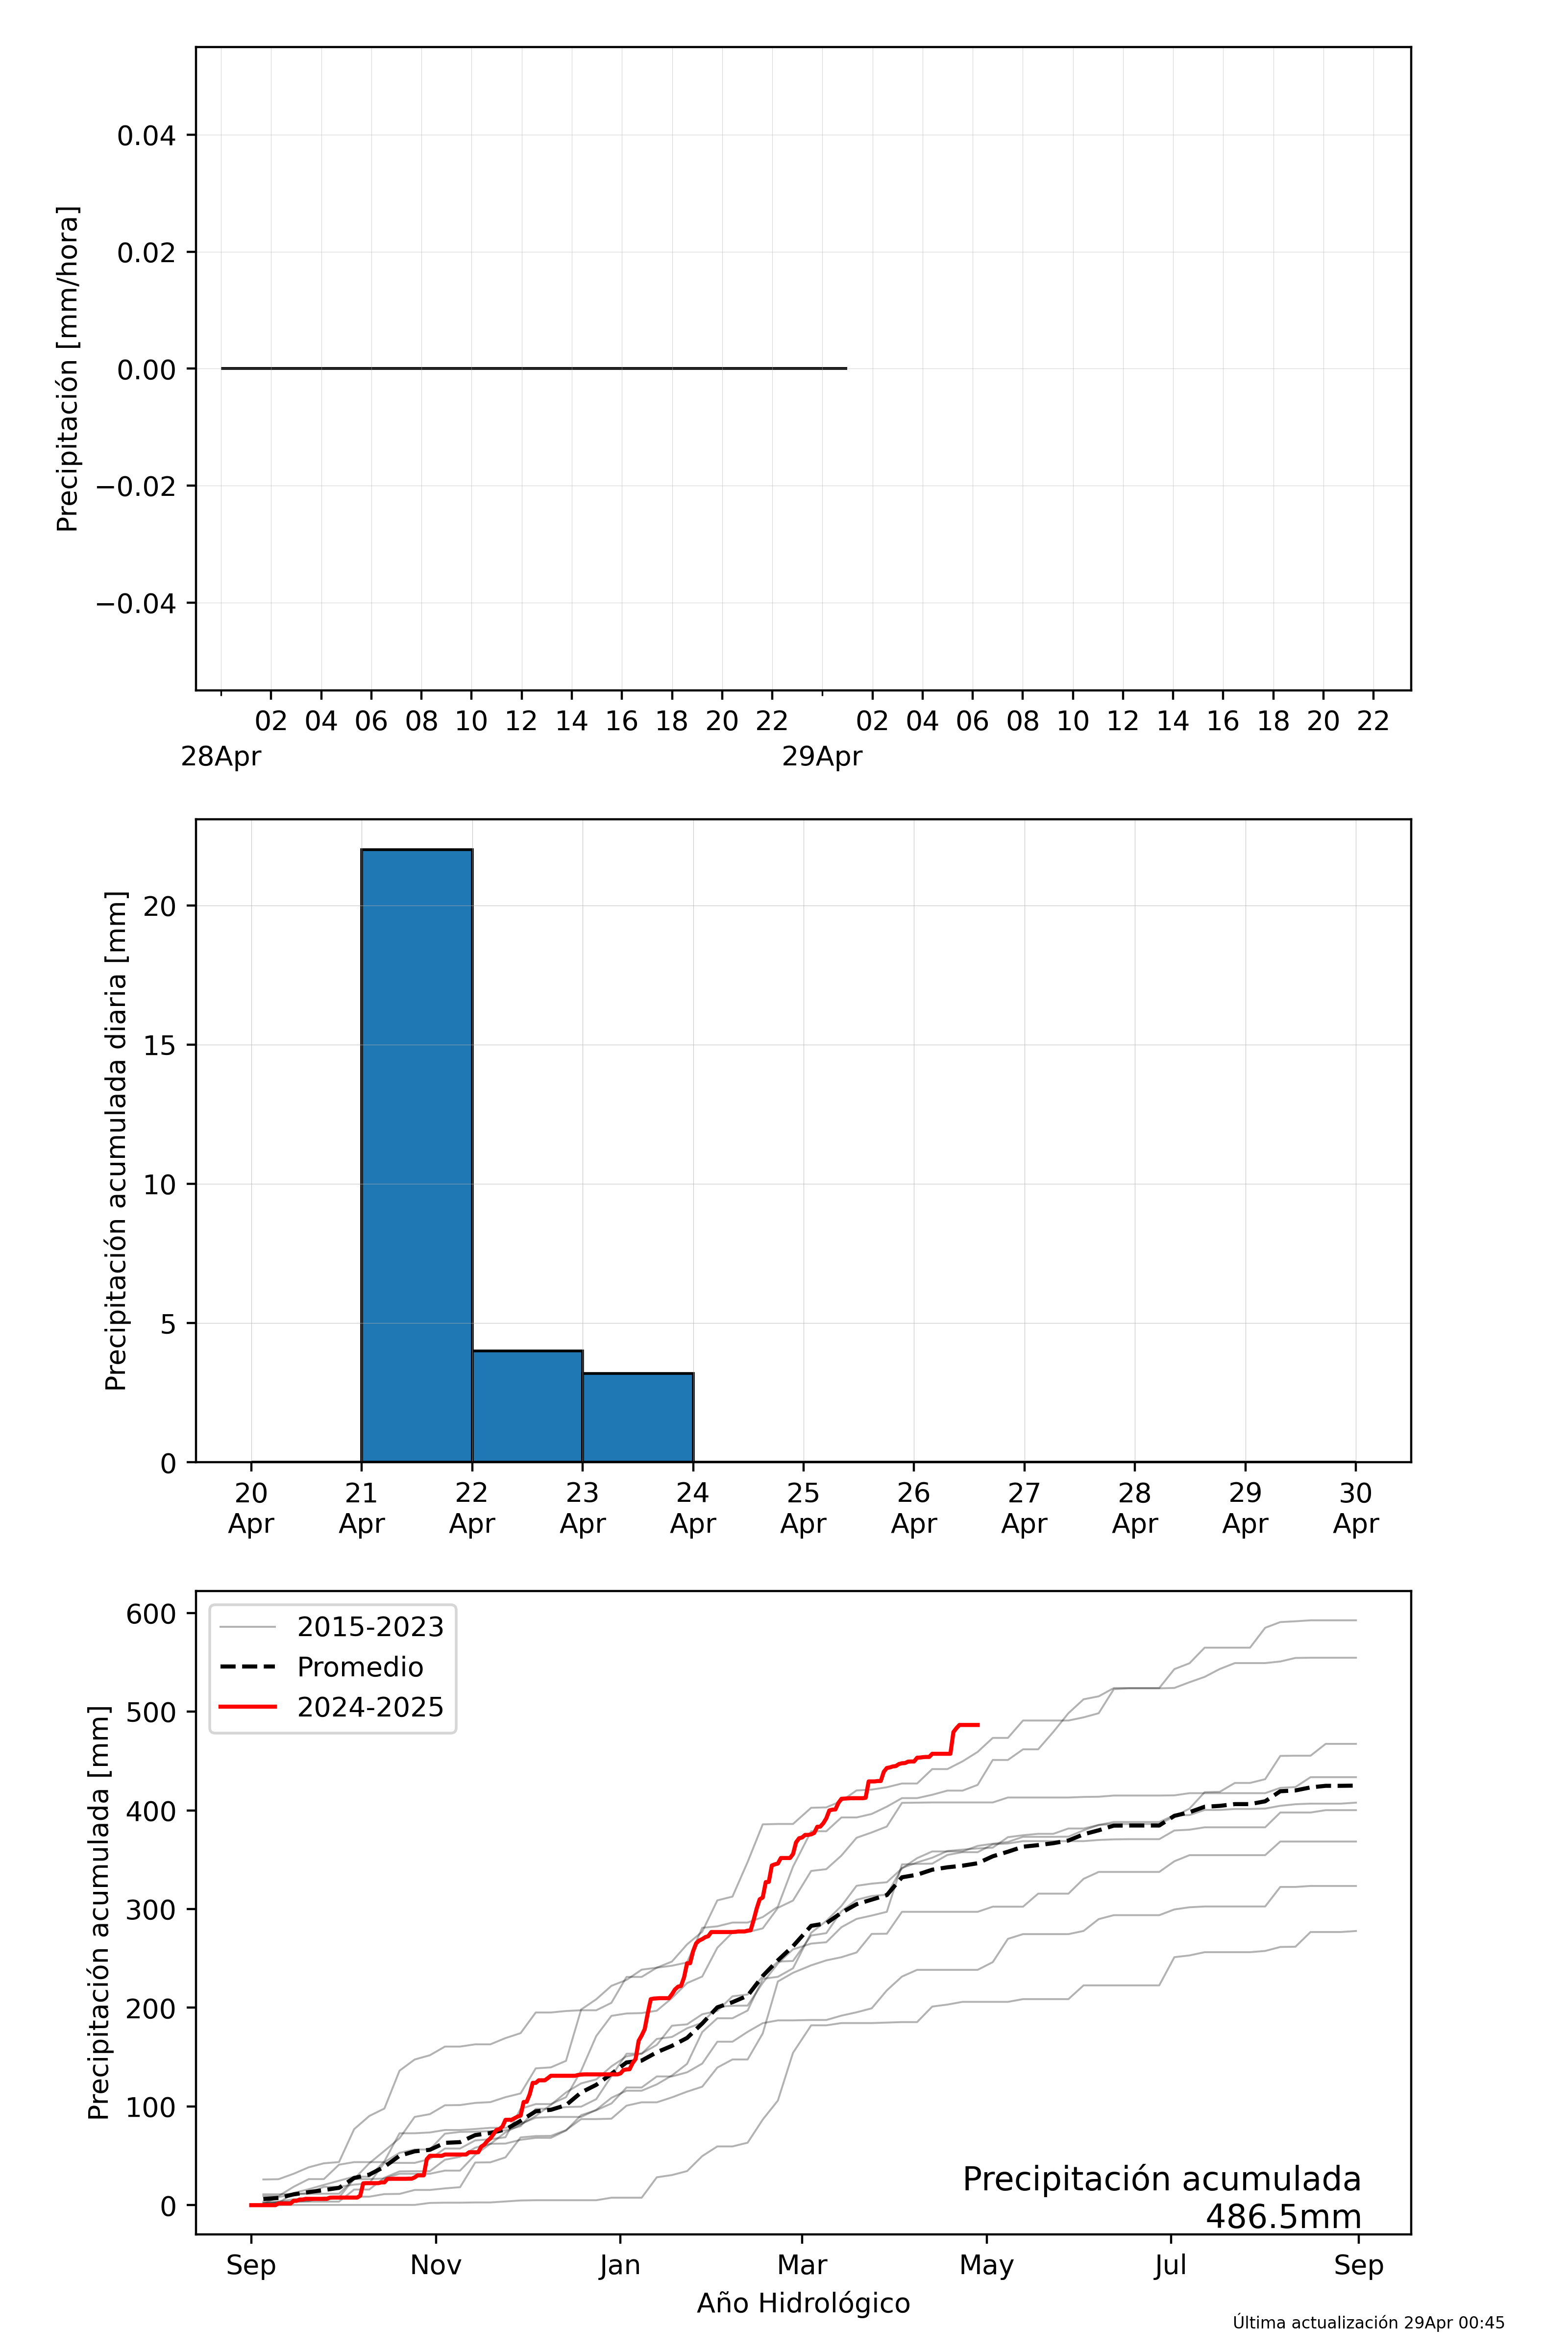 Precipitación [mm/hora]
0.04
0.02
0.00
−0.02
−0.04
02 04 06 08 10 12 14 16 18 20 22 02 04 06 08 10 12 14 16 18 20 22
28Apr 29Apr
Precipitación acumulada diaria [mm]
20
15
10
5
0
20 21 22 23 24 25 26 27 28 29 30
Apr Apr Apr Apr Apr Apr Apr Apr Apr Apr Apr
Precipitación acumulada [mm]
600
500
400
300
200
100
0
2015-2023
Promedio
2024-2025
Precipitación acumulada
486.5mm
Sep Nov Jan Mar May Jul Sep
Año Hidrológico
Última actualización 29Apr 00:45